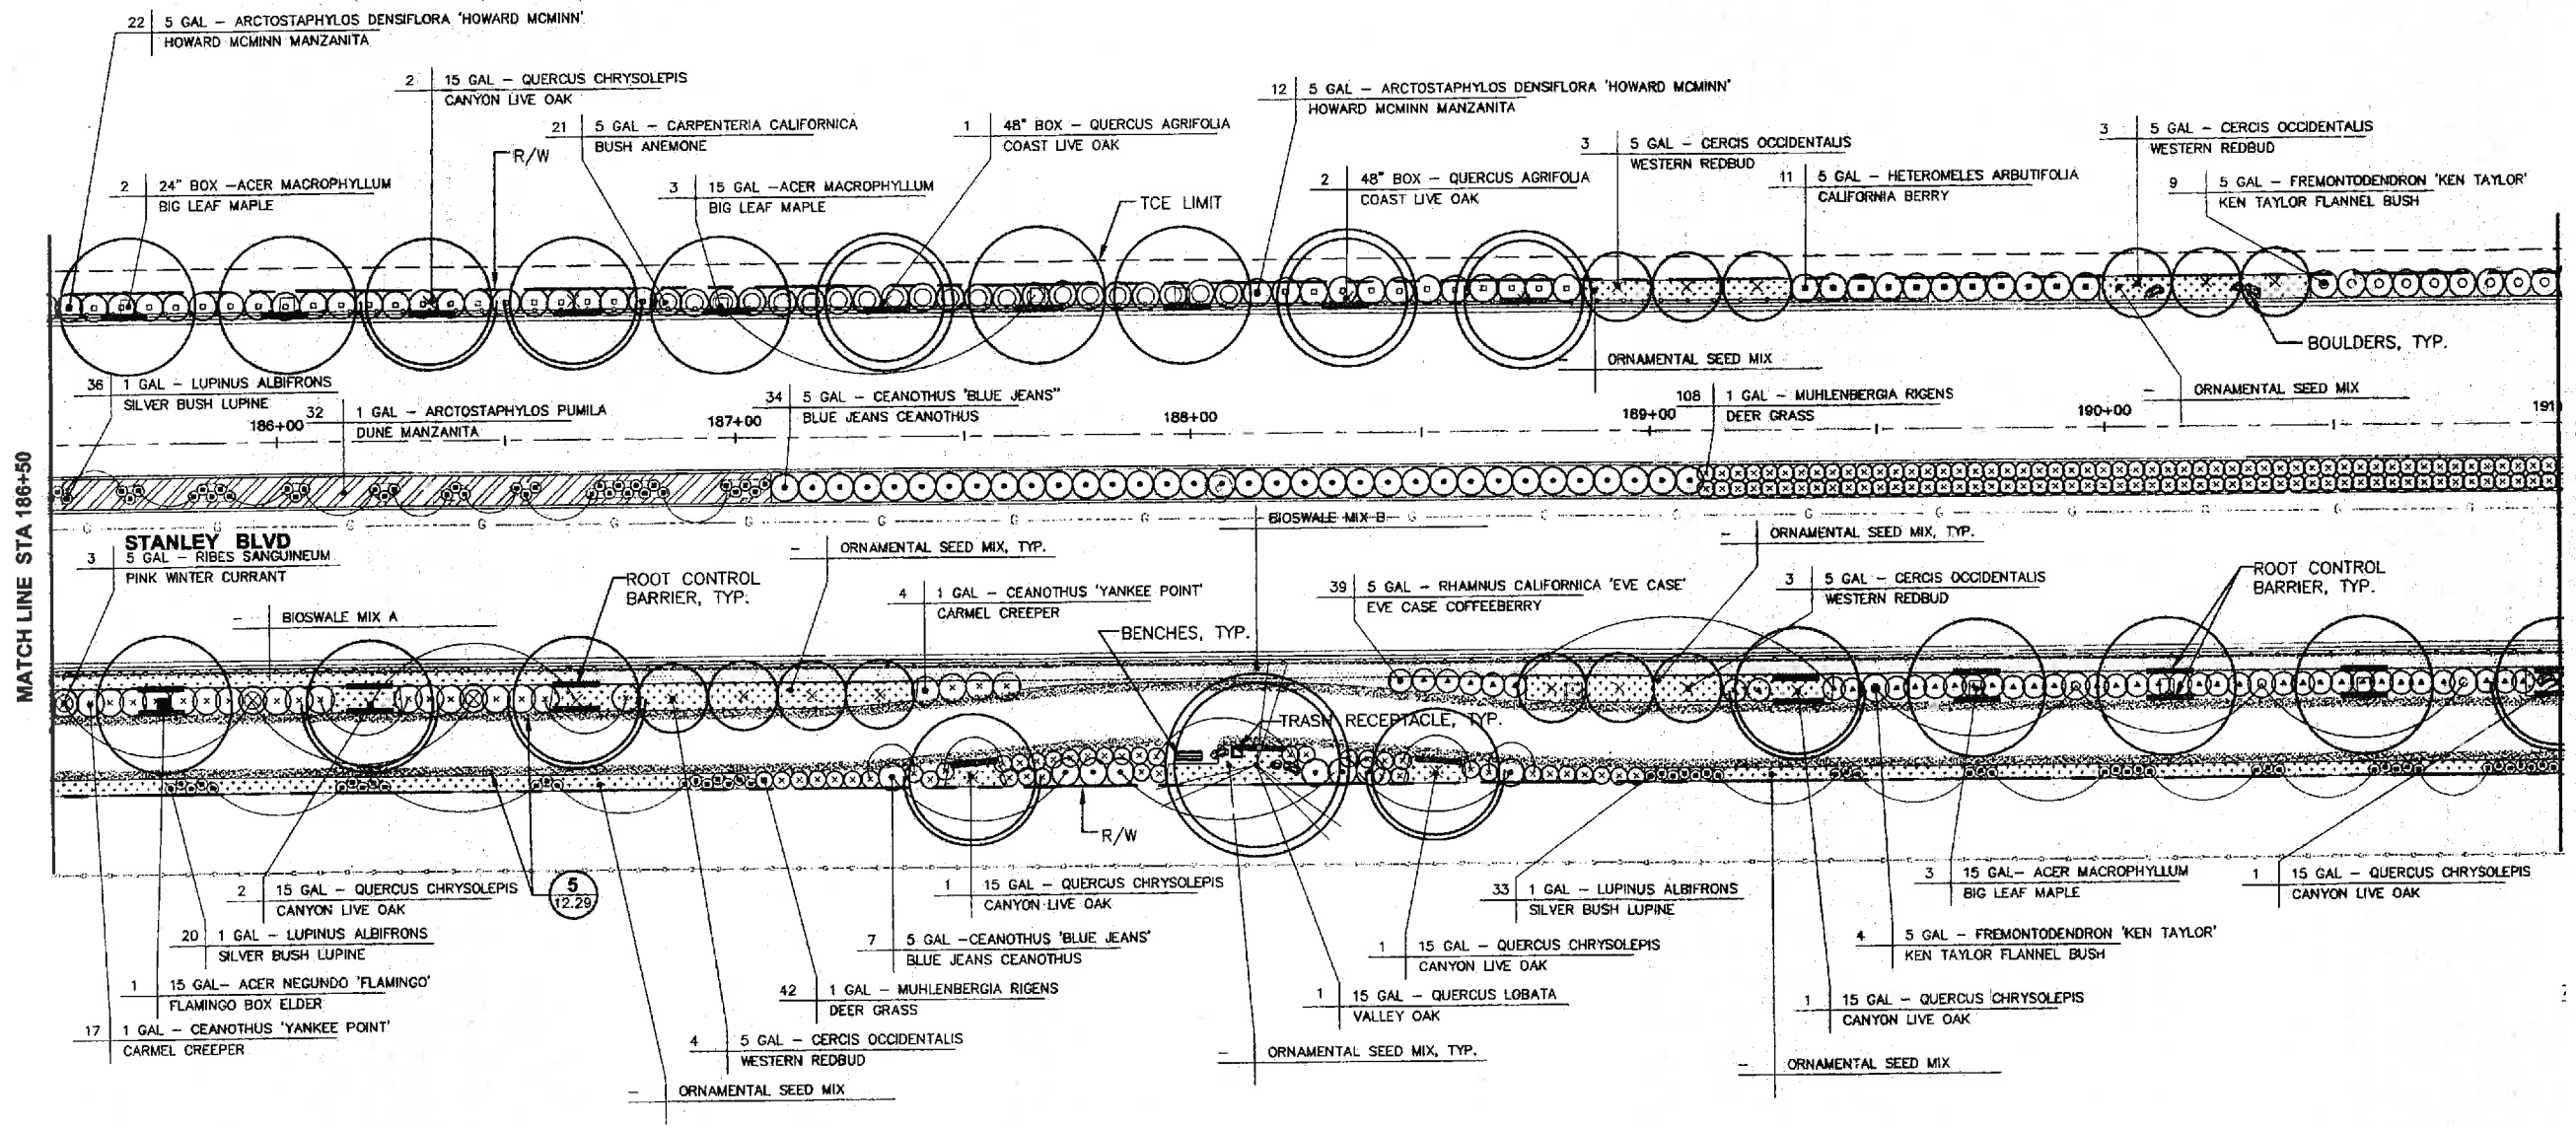 22 5 GAL – ARCTOSTAPHYLOS DENSIFLORA 'HOWARD MCMINN'
HOWARD MCMINN MANZANITA
2 15 GAL – QUERCUS CHRYSOLEPIS
CANYON LIVE OAK
12 5 GAL – ARCTOSTAPHYLOS DENSIFLORA 'HOWARD MCMINN'
HOWARD MCMINN MANZANITA
21 5 GAL – CARPENTERIA CALIFORNICA
BUSH ANEMONE
1 48" BOX – QUERCUS AGRIFOLIA
COAST LIVE OAK
3 5 GAL – CERCIS OCCIDENTALIS
WESTERN REDBUD
3 5 GAL – CERCIS OCCIDENTALIS
WESTERN REDBUD
R/W
2 24" BOX –ACER MACROPHYLLUM
BIG LEAF MAPLE
3 15 GAL –ACER MACROPHYLLUM
BIG LEAF MAPLE
TCE LIMIT
2 48" BOX – QUERCUS AGRIFOLIA
COAST LIVE OAK
11 5 GAL – HETEROMELES ARBUTIFOLIA
CALIFORNIA BERRY
9 5 GAL – FREMONTODENDRON 'KEN TAYLOR'
KEN TAYLOR FLANNEL BUSH
BOULDERS, TYP.
– ORNAMENTAL SEED MIX
– ORNAMENTAL SEED MIX
36 1 GAL – LUPINUS ALBIFRONS
SILVER BUSH LUPINE
32 1 GAL – ARCTOSTAPHYLOS PUMILA
DUNE MANZANITA
34 5 GAL – CEANOTHUS 'BLUE JEANS"
BLUE JEANS CEANOTHUS
108 1 GAL – MUHLENBERGIA RIGENS
DEER GRASS
186+00
187+00
188+00
189+00
190+00
191
MATCH LINE STA 186+50
G G G G G G G G G G G G G G G G G G G
BIOSWALE MIX B
STANLEY BLVD
3 5 GAL – RIBES SANGUINEUM
PINK WINTER CURRANT
– ORNAMENTAL SEED MIX, TYP.
– ORNAMENTAL SEED MIX, TYP.
ROOT CONTROL
BARRIER, TYP.
4 1 GAL – CEANOTHUS 'YANKEE POINT'
CARMEL CREEPER
39 5 GAL – RHAMNUS CALIFORNICA 'EVE CASE'
EVE CASE COFFEEBERRY
3 5 GAL – CERCIS OCCIDENTALIS
WESTERN REDBUD
ROOT CONTROL
BARRIER, TYP.
– BIOSWALE MIX A
BENCHES, TYP.
TRASH RECEPTACLE, TYP.
R/W
2 15 GAL – QUERCUS CHRYSOLEPIS
CANYON LIVE OAK
5
12.29
1 15 GAL – QUERCUS CHRYSOLEPIS
CANYON LIVE OAK
33 1 GAL – LUPINUS ALBIFRONS
SILVER BUSH LUPINE
3 15 GAL– ACER MACROPHYLLUM
BIG LEAF MAPLE
1 15 GAL – QUERCUS CHRYSOLEPIS
CANYON LIVE OAK
20 1 GAL – LUPINUS ALBIFRONS
SILVER BUSH LUPINE
7 5 GAL –CEANOTHUS 'BLUE JEANS'
BLUE JEANS CEANOTHUS
1 15 GAL – QUERCUS CHRYSOLEPIS
CANYON LIVE OAK
4 5 GAL – FREMONTODENDRON 'KEN TAYLOR'
KEN TAYLOR FLANNEL BUSH
1 15 GAL– ACER NEGUNDO 'FLAMINGO'
FLAMINGO BOX ELDER
42 1 GAL – MUHLENBERGIA RIGENS
DEER GRASS
1 15 GAL – QUERCUS LOBATA
VALLEY OAK
1 15 GAL – QUERCUS CHRYSOLEPIS
CANYON LIVE OAK
17 1 GAL – CEANOTHUS 'YANKEE POINT'
CARMEL CREEPER
4 5 GAL – CERCIS OCCIDENTALIS
WESTERN REDBUD
– ORNAMENTAL SEED MIX, TYP.
– ORNAMENTAL SEED MIX
– ORNAMENTAL SEED MIX